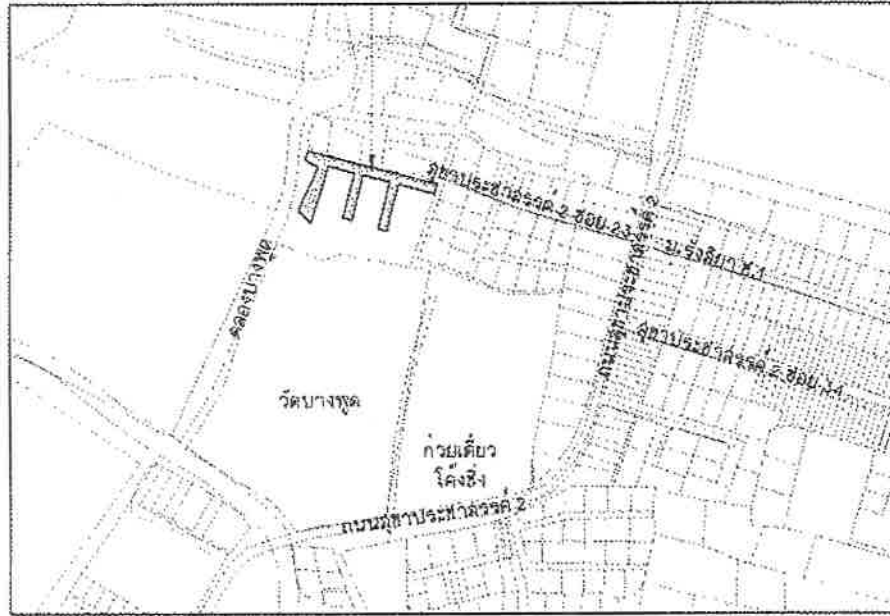 สุขาประชาสรรค์ 2 ซอย 23
ม.รังสิยา ซ.1
คลองบางพูด
ถนนสุขาประชาสรรค์ 2
สุขาประชาสรรค์ 2 ซอย 34
วัดบางพูด
ก๋วยเตี๋ยว
โค้งซิ่ง
ถนนสุขาประชาสรรค์ 2